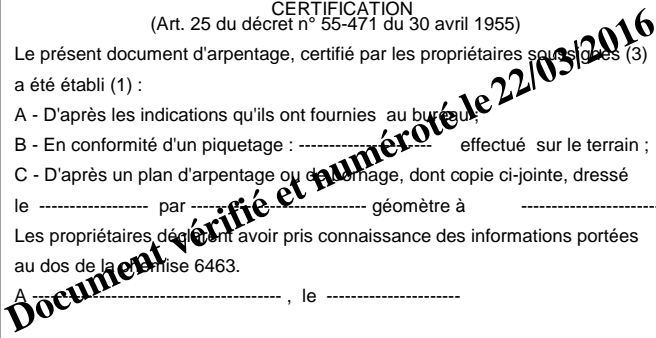 CERTIFICATION
(Art. 25 du décret n° 55-471 du 30 avril 1955)
Le présent document d'arpentage, certifié par les propriétaires soussignés (3)
a été établi (1) :
A - D'après les indications qu'ils ont fournies au bureau;
B - En conformité d'un piquetage : ---------------------- effectué sur le terrain ;
C - D'après un plan d'arpentage ou de bornage, dont copie ci-jointe, dressé
le ------------------ par ----------------------------- géomètre à -----------------------
Les propriétaires déclarent avoir pris connaissance des informations portées
au dos de la chemise 6463.
A ----------------------------------------- , le ----------------------
Document vérifié et numéroté le 22/03/2016